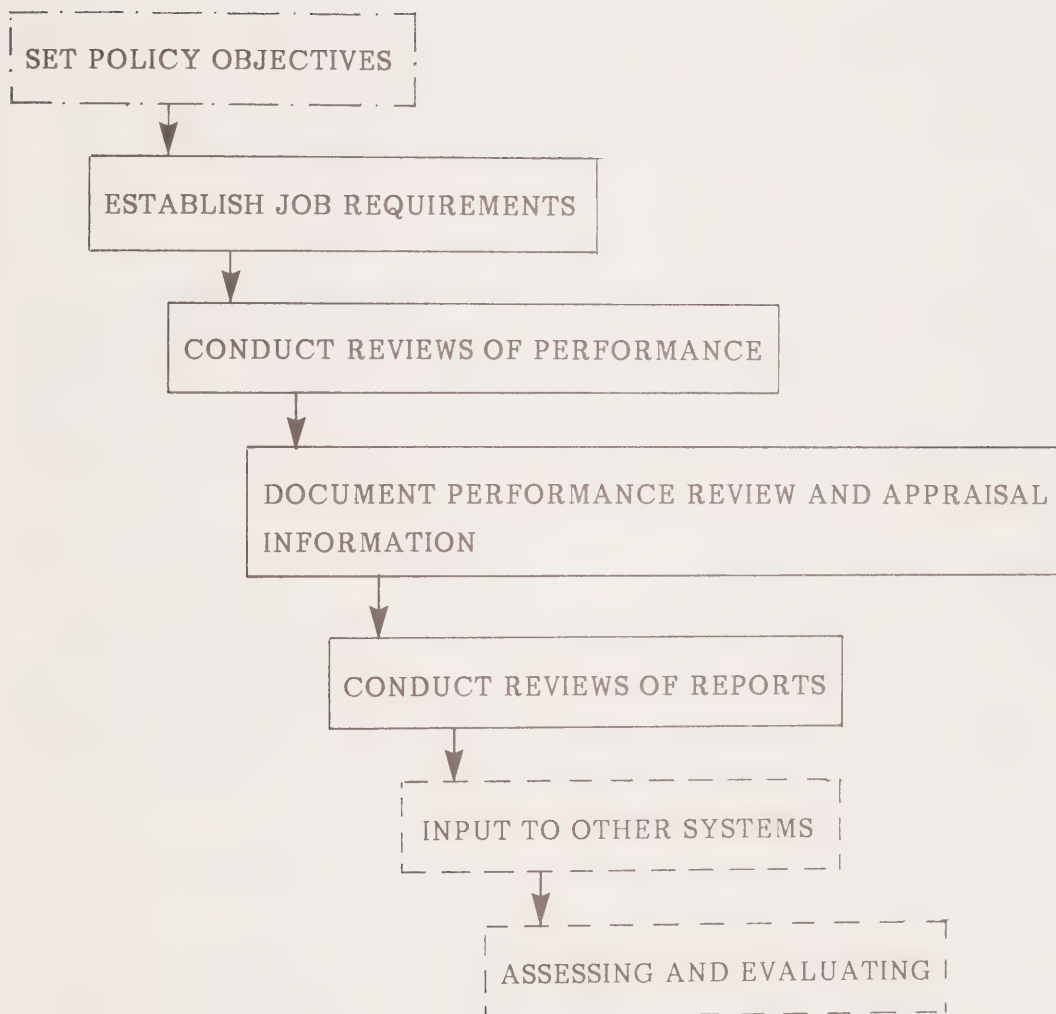 SET POLICY OBJECTIVES
ESTABLISH JOB REQUIREMENTS
CONDUCT REVIEWS OF PERFORMANCE
DOCUMENT PERFORMANCE REVIEW AND APPRAISAL
INFORMATION
CONDUCT REVIEWS OF REPORTS
INPUT TO OTHER SYSTEMS
ASSESSING AND EVALUATING